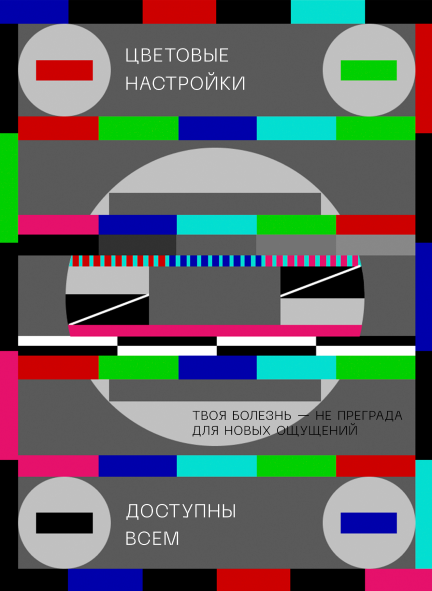 ЦВЕТОВЫЕ
НАСТРОЙКИ
ТВОЯ БОЛЕЗНЬ — НЕ ПРЕГРАДА
ДЛЯ НОВЫХ ОЩУЩЕНИЙ
ДОСТУПНЫ
ВСЕМ